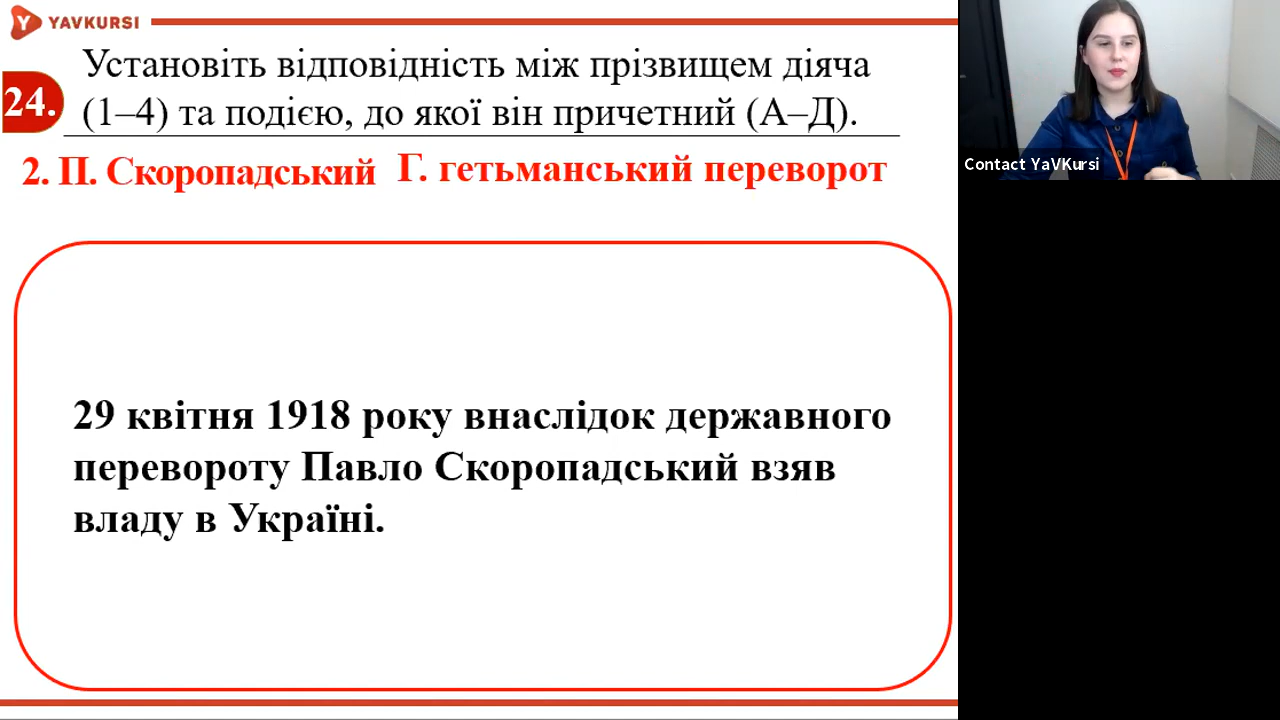 YAVKURSI
24.
Установіть відповідність між прізвищем діяча
(1–4) та подією, до якої він причетний (А–Д).
2. П. Скоропадський Г. гетьманський переворот
29 квітня 1918 року внаслідок державного
перевороту Павло Скоропадський взяв
владу в Україні.
Contact YaVKursi